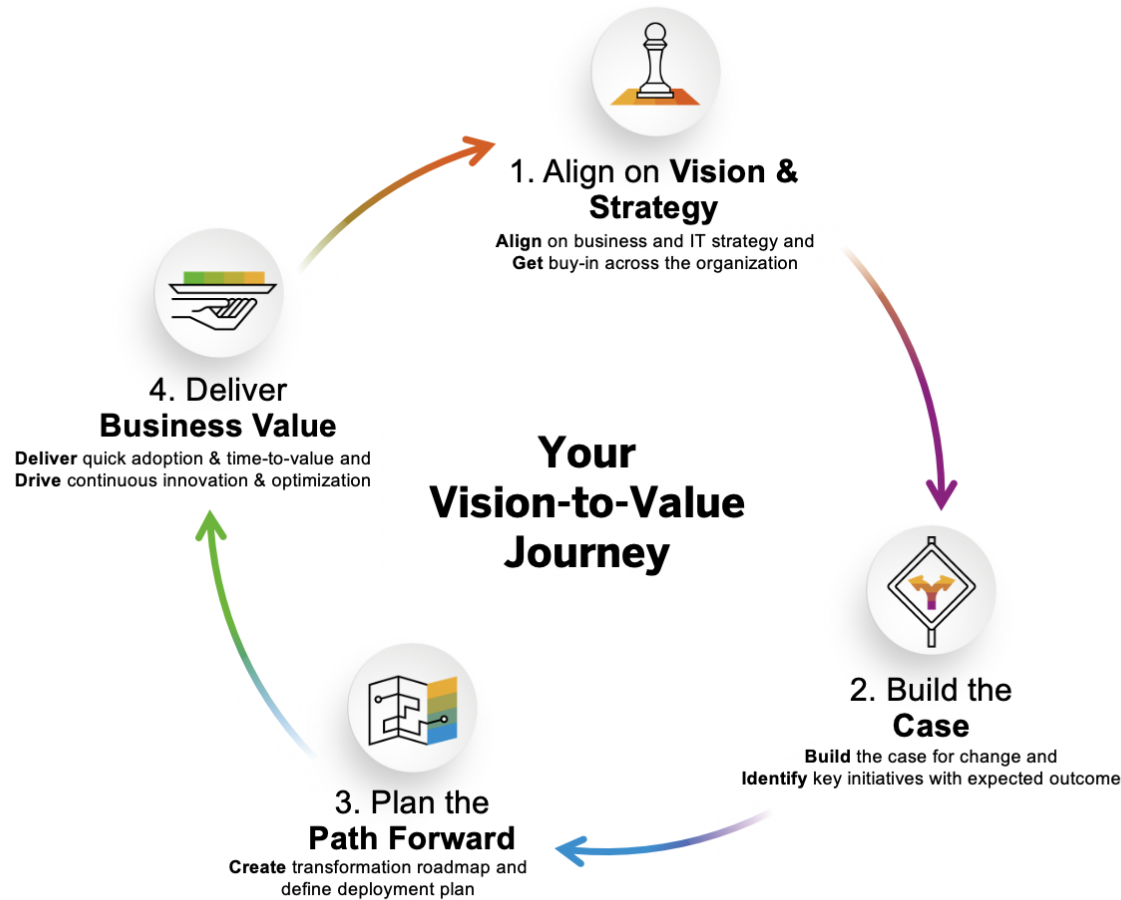 1. Align on Vision &
Strategy
Align on business and IT strategy and
Get buy-in across the organization
4. Deliver
Business Value
Deliver quick adoption & time-to-value and
Drive continuous innovation & optimization
Your
Vision-to-Value
Journey
2. Build the
Case
Build the case for change and
Identify key initiatives with expected outcome
3. Plan the
Path Forward
Create transformation roadmap and
define deployment plan